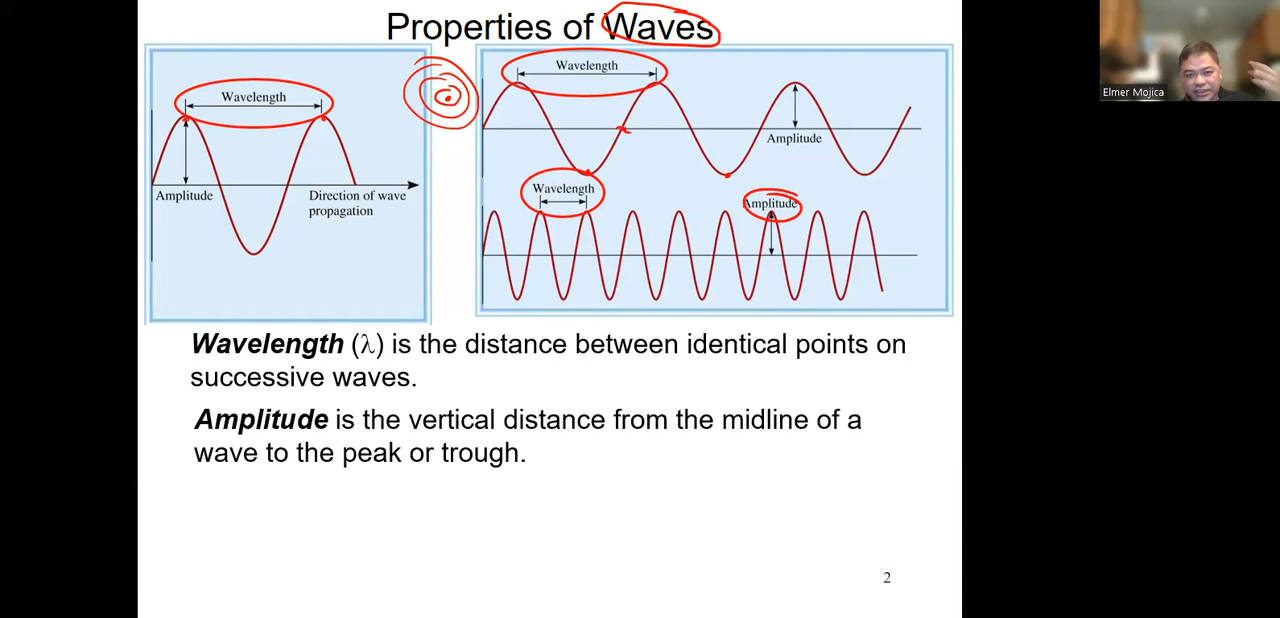 Properties of Waves
Elmer Mojica
Wavelength
Amplitude
Direction of wave
propagation
Wavelength
Amplitude
Wavelength
Amplitude
Wavelength (λ) is the distance between identical points on
successive waves.
Amplitude is the vertical distance from the midline of a
wave to the peak or trough.
2